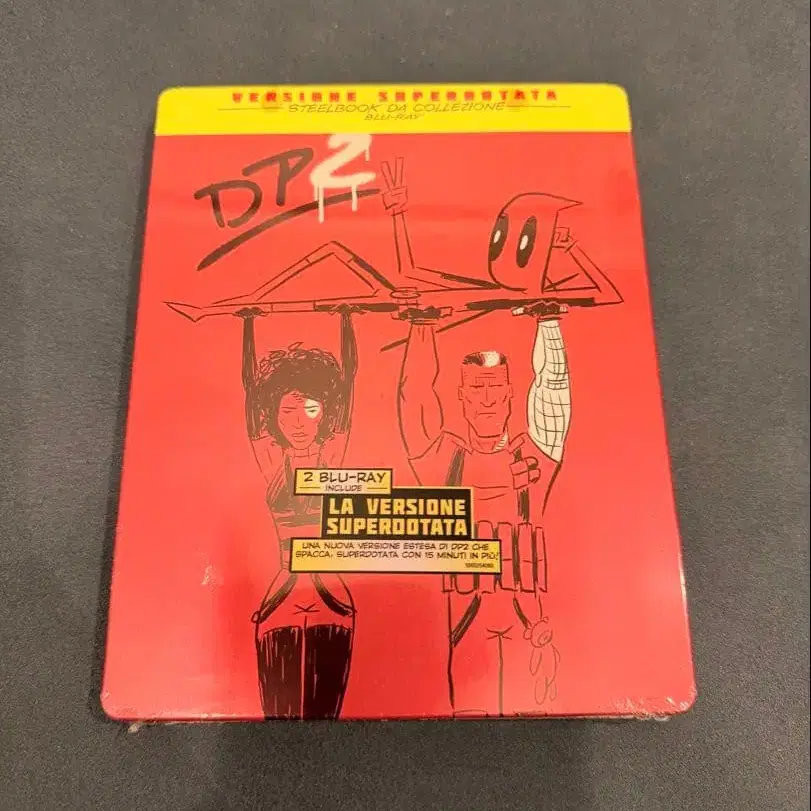 VERSIONE SUPERDOTATA
STEELBOOK DA COLLEZIONE
BLU-RAY
DP2
2 BLU-RAY
INCLUDE
LA VERSIONE
SUPERDOTATA
UNA NUOVA VERSIONE ESTESA DI DP2 CHE
SPACCA, SUPERDOTATA CON 15 MINUTI IN PIÙ!